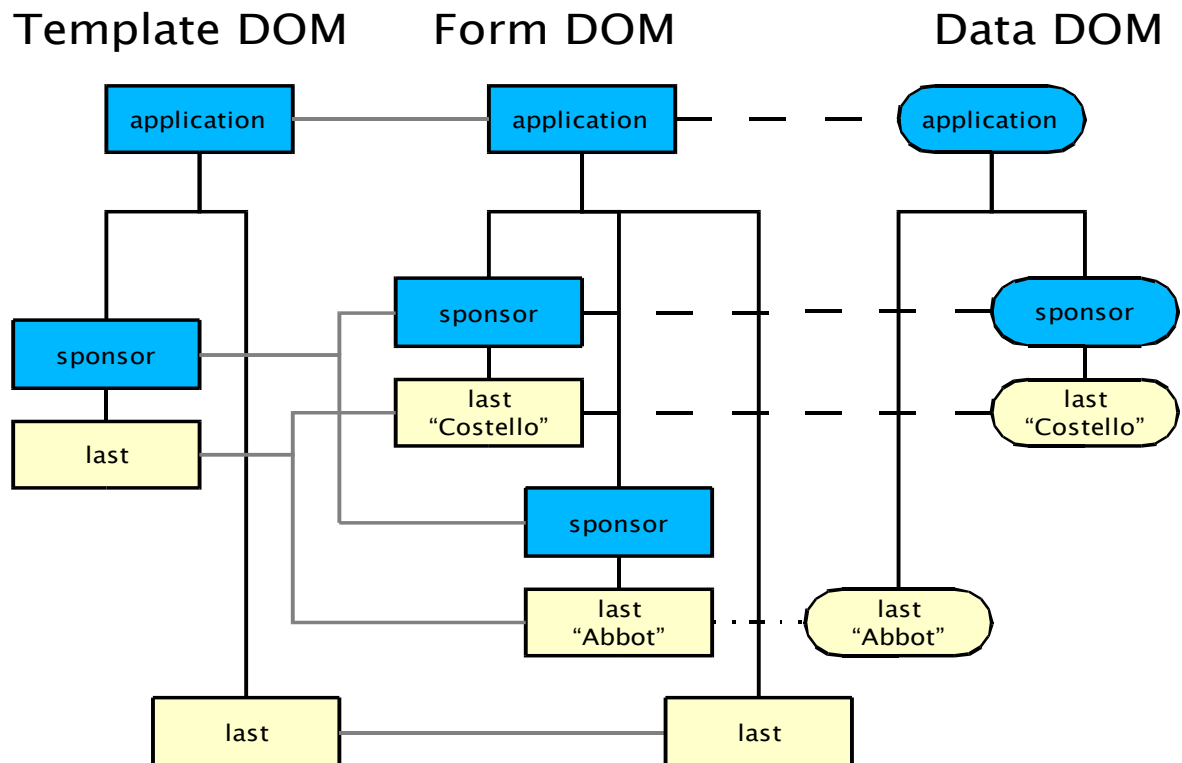 Template DOM
Form DOM
Data DOM
application
application
application
sponsor
sponsor
sponsor
last
“Costello”
last
“Costello”
last
sponsor
last
“Abbot”
last
“Abbot”
last
last